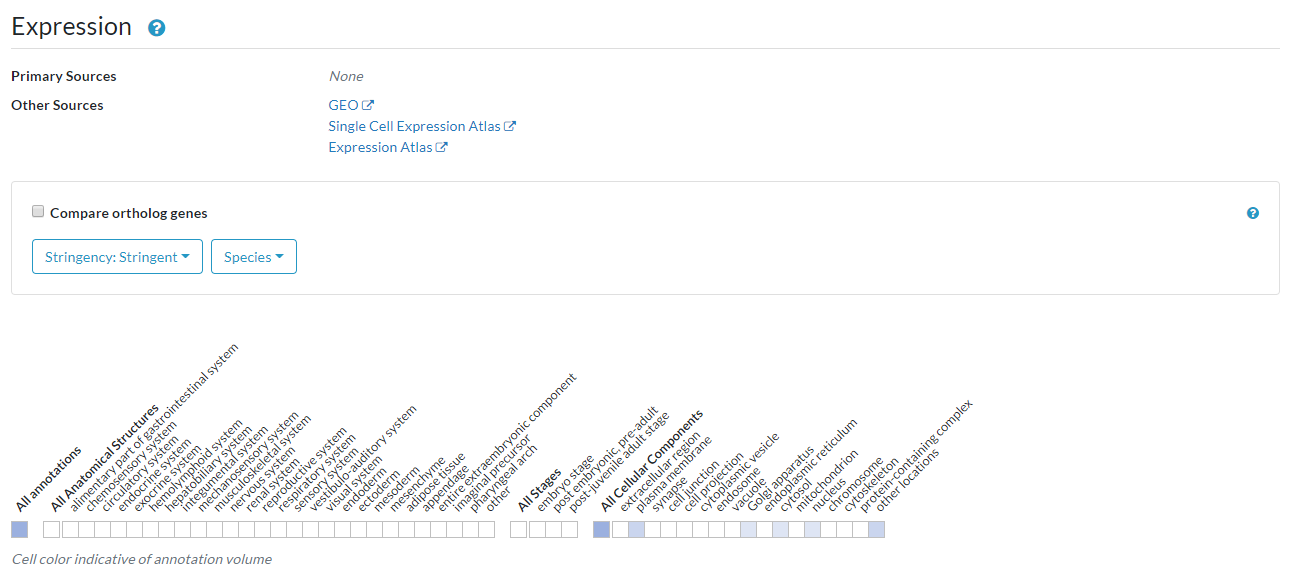 Expression
Primary Sources
None
Other Sources
GEO
Single Cell Expression Atlas
Expression Atlas
Compare ortholog genes
Stringency: Stringent
Species
All annotations
All Anatomical Structures
alimentary part of gastrointestinal system
chemosensory system
circulatory system
endocrine system
exocrine system
hemolymphoid system
hepatobiliary system
integumental system
mechanosensory system
musculoskeletal system
nervous system
renal system
reproductive system
respiratory system
sensory system
vestibulo-auditory system
visual system
endoderm
ectoderm
mesoderm
mesenchyme
adipose tissue
appendage
entire extraembryonic component
imaginal precursor
pharyngeal arch
other
All Stages
embryo stage
post embryonic, pre-adult
post-juvenile adult stage
All Cellular Components
extracellular region
plasma membrane
synapse
cell junction
cell projection
cytoplasmic vesicle
endosome
vacuole
Golgi apparatus
endoplasmic reticulum
cytosol
mitochondrion
nucleus
chromosome
cytoskeleton
protein-containing complex
other locations
Cell color indicative of annotation volume